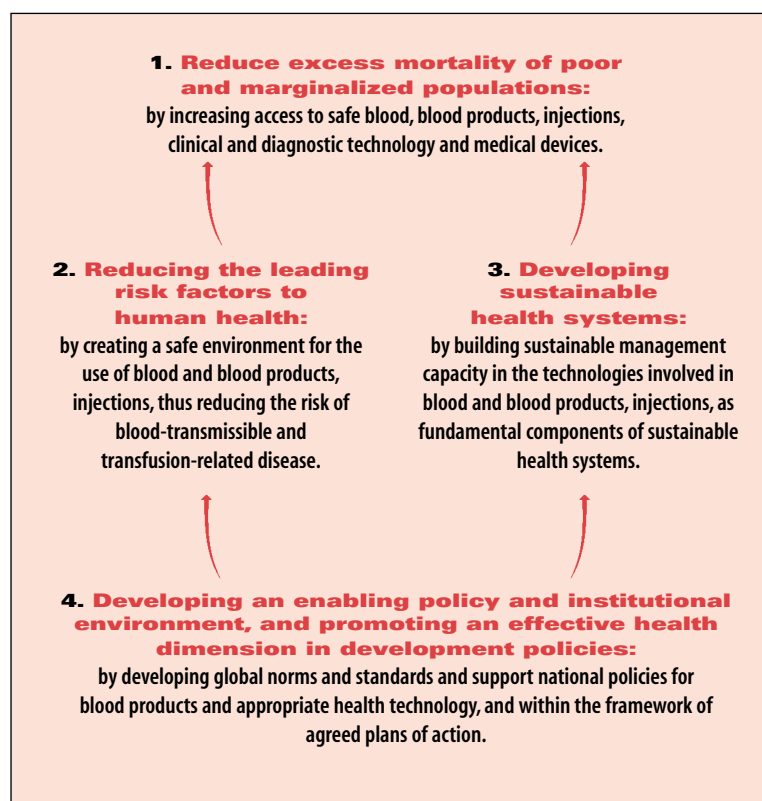 1. Reduce excess mortality of poor
and marginalized populations:
by increasing access to safe blood, blood products, injections,
clinical and diagnostic technology and medical devices.
2. Reducing the leading
risk factors to
human health:
by creating a safe environment for the
use of blood and blood products,
injections, thus reducing the risk of
blood-transmissible and
transfusion-related disease.
3. Developing
sustainable
health systems:
by building sustainable management
capacity in the technologies involved in
blood and blood products, injections, as
fundamental components of sustainable
health systems.
4. Developing an enabling policy and institutional
environment, and promoting an effective health
dimension in development policies:
by developing global norms and standards and support national policies for
blood products and appropriate health technology, and within the framework of
agreed plans of action.